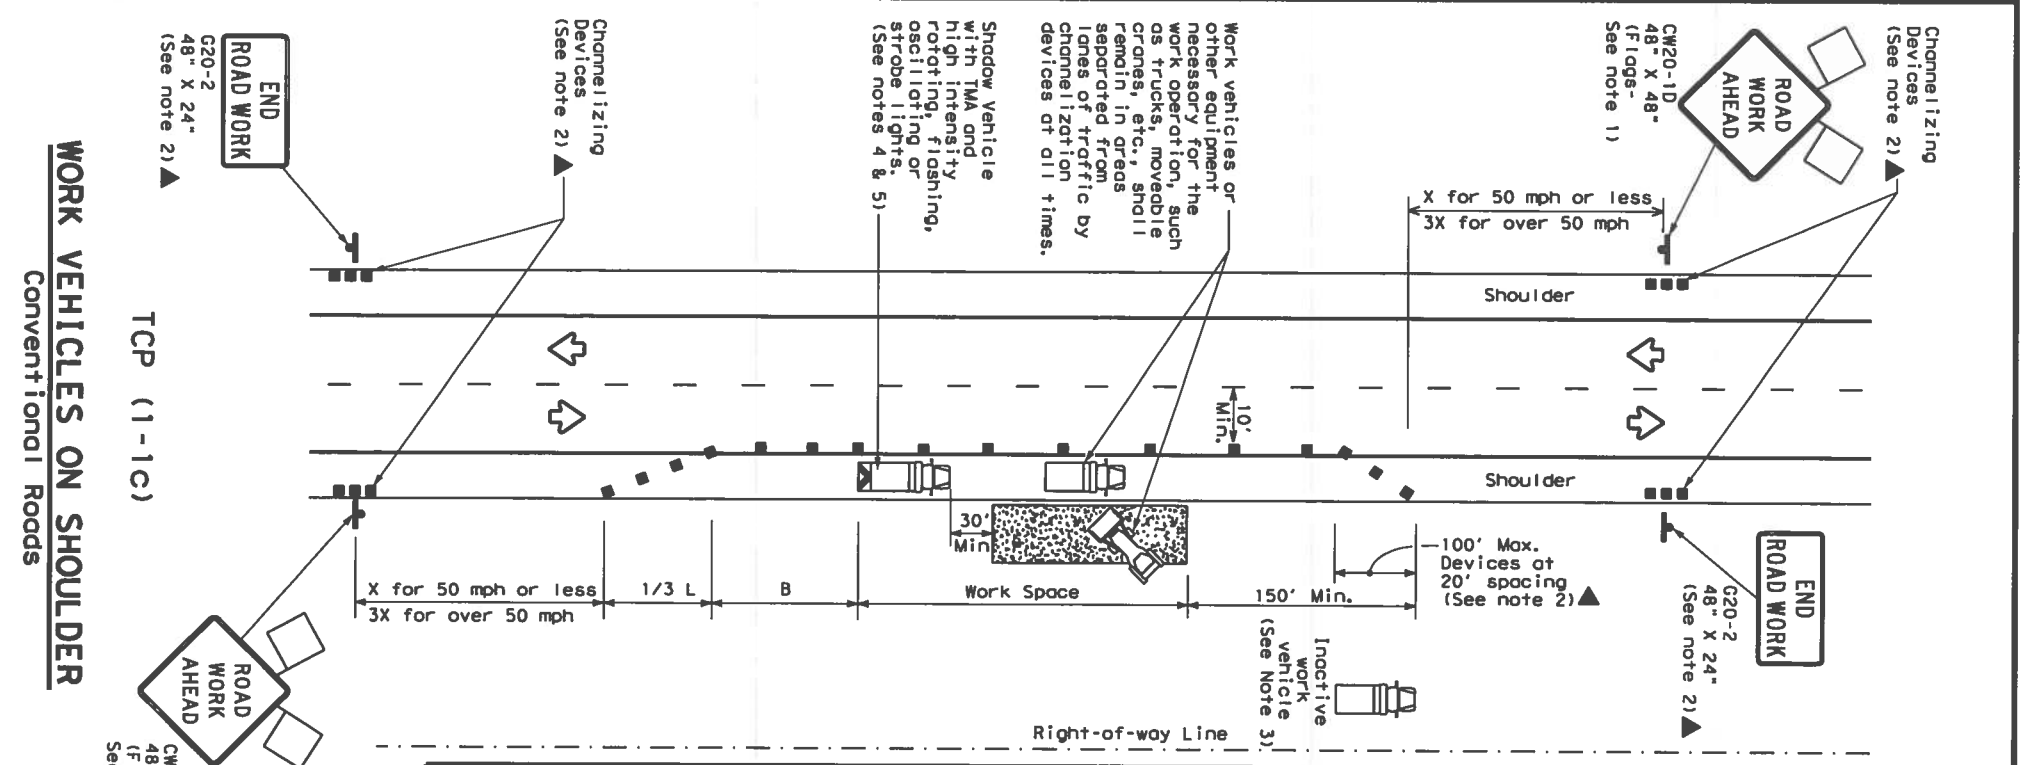 Channelizing
Devices
(See note 2)
CW20-1D
48" X 48"
(Flags-
See note 1)
ROAD
WORK
AHEAD
X for 50 mph or less
3X for over 50 mph
Work vehicles or
other equipment
necessary for the
work operation, such
as trucks, moveable
cranes, etc., shall
remain in areas
separated from
lanes of traffic by
channelization
devices at all times.
Shadow Vehicle
with TMA and
high intensity
rotating, flashing,
oscillating or
strobe lights.
(See notes 4 & 5)
Channelizing
Devices
(See note 2)
END
ROAD WORK
G20-2
48" X 24"
(See note 2)
Shoulder
10'
Min.
Shoulder
30'
Min
X for 50 mph or less
3X for over 50 mph
1/3 L
B
Work Space
150' Min.
100' Max.
Devices at
20' spacing
(See note 2)
END
ROAD WORK
G20-2
48" X 24"
(See note 2)
Inactive
work
vehicle
(See Note 3)
Right-of-way Line
ROAD
WORK
AHEAD
CW
48
(F
See
TCP (1-1c)
WORK VEHICLES ON SHOULDER
Conventional Roads